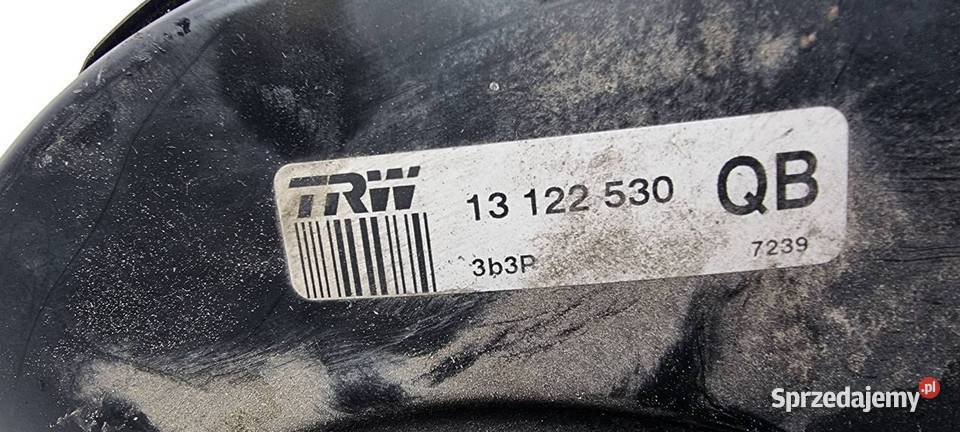 TRW 13 122 530 QB
3b3P 7239
Sprzedajemy.pl